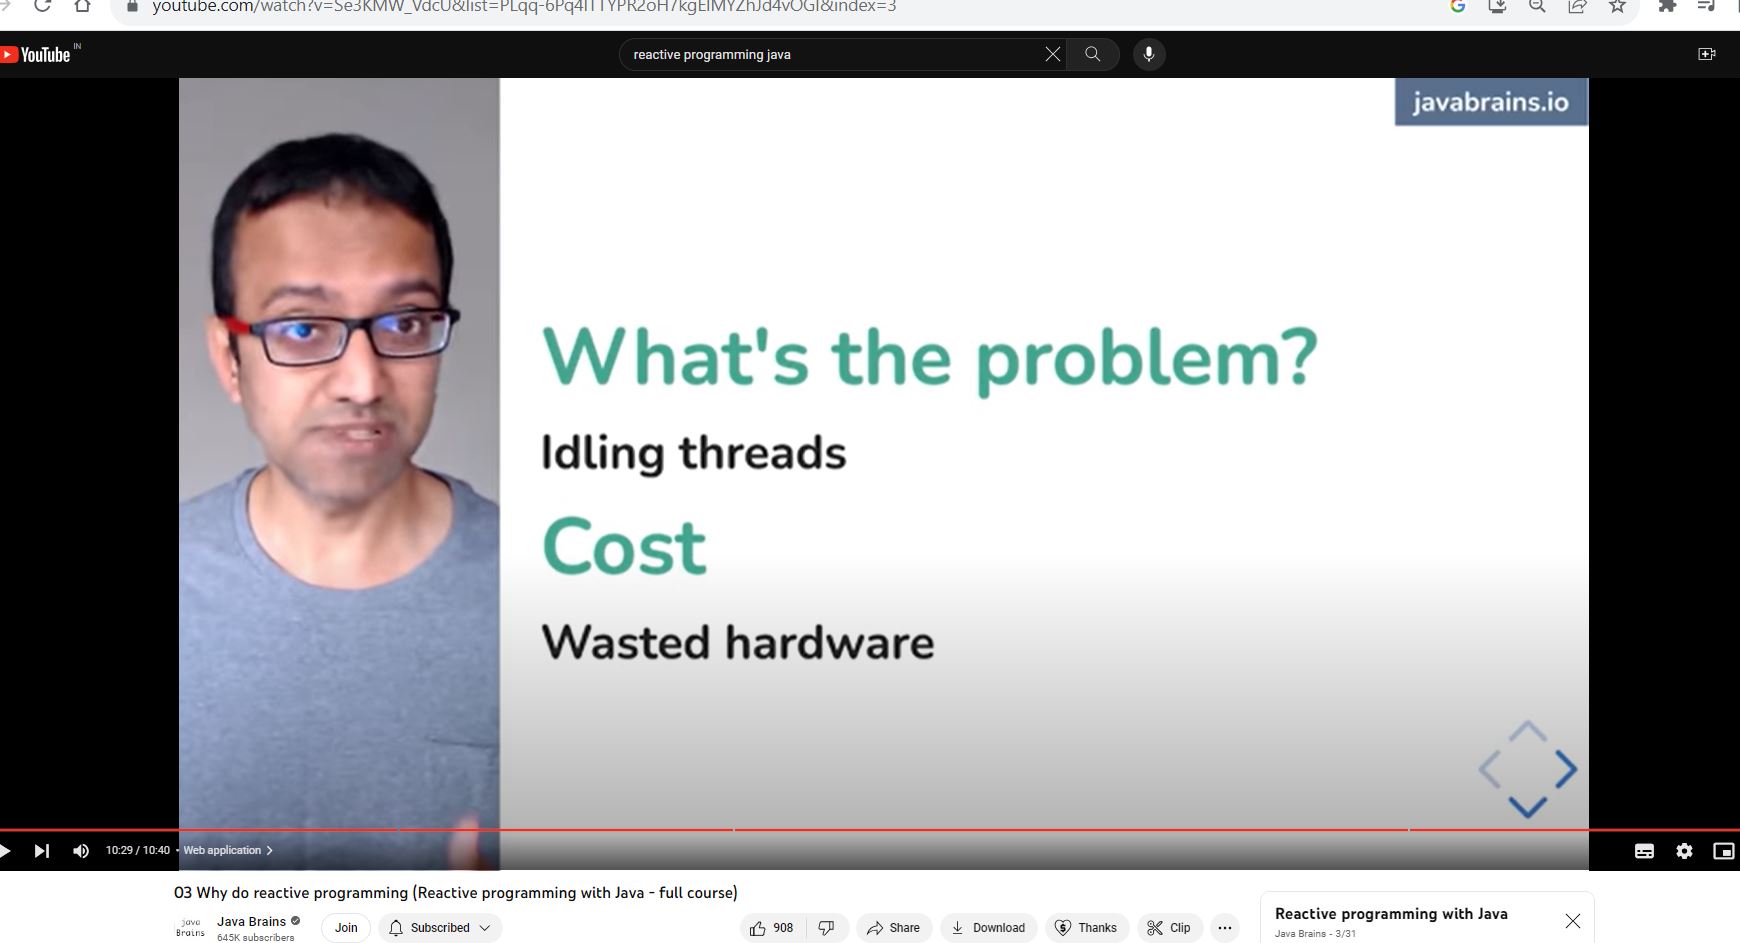 youtube.com/watch?v=Se3KMW_VdcU&list=PLqq-6Pq4lTTYPR2oH7kgElMYZhJd4vOGI&index=3
YouTube IN
reactive programming java
javabrains.io
What's the problem?
Idling threads
Cost
Wasted hardware
10:29 / 10:40 • Web application
03 Why do reactive programming (Reactive programming with Java - full course)
java Brains
Java Brains
645K subscribers
Join
Subscribed
908
Share
Download
Thanks
Clip
Reactive programming with Java
Java Brains - 3/31